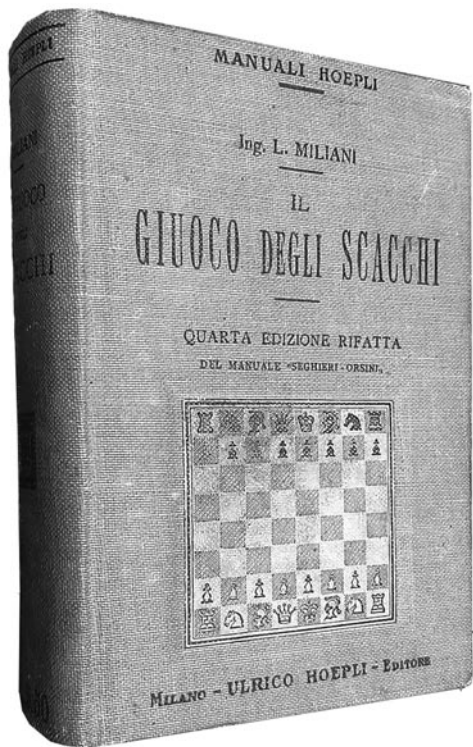 MANUALI HOEPLI
Ing. L. MILIANI
IL
GIUOCO DEGLI SCACCHI
QUARTA EDIZIONE RIFATTA
DEL MANUALE "SEGHIERI-ORSINI„
MILANO - ULRICO HOEPLI - EDITORE
HOEPLI